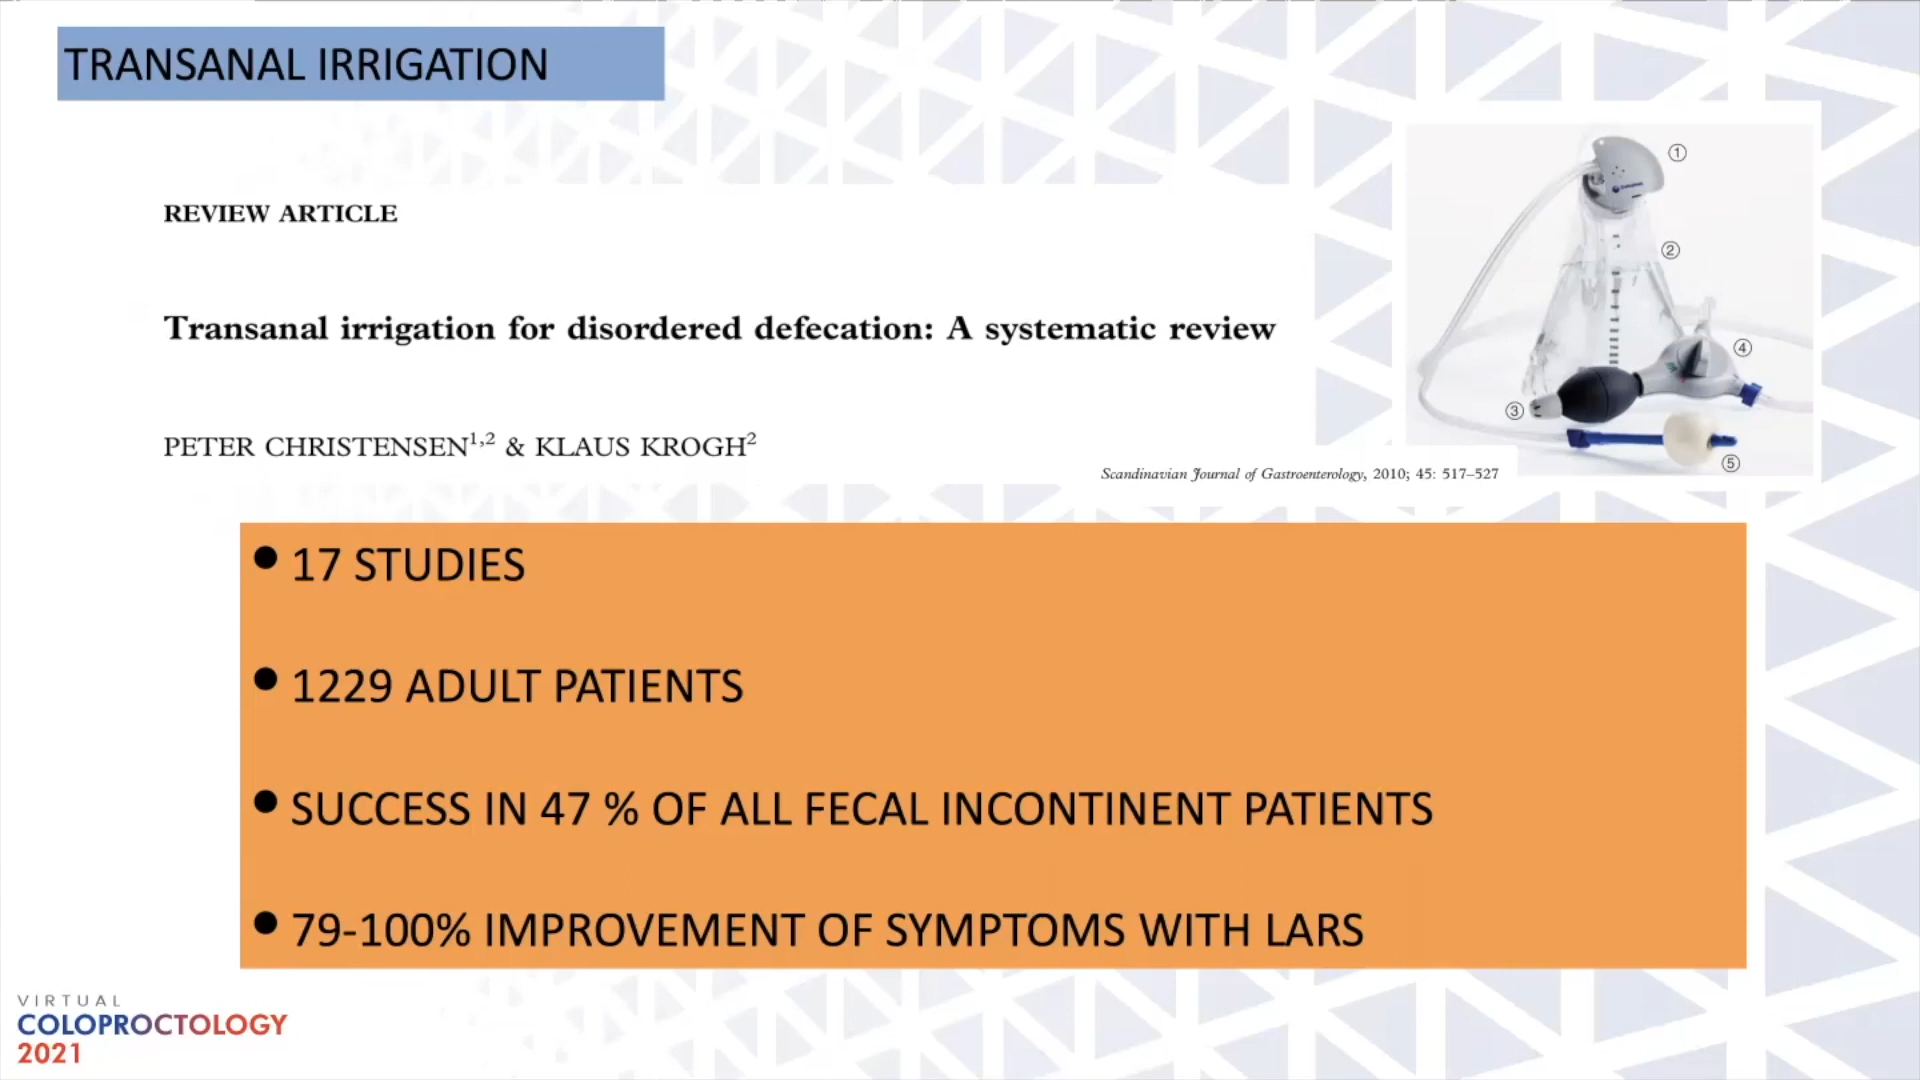 TRANSANAL IRRIGATION
REVIEW ARTICLE
Transanal irrigation for disordered defecation: A systematic review
PETER CHRISTENSEN1,2 & KLAUS KROGH2
Scandinavian Journal of Gastroenterology, 2010; 45: 517–527
①
②
③
④
⑤
• 17 STUDIES
• 1229 ADULT PATIENTS
• SUCCESS IN 47 % OF ALL FECAL INCONTINENT PATIENTS
• 79-100% IMPROVEMENT OF SYMPTOMS WITH LARS
VIRTUAL
COLOPROCTOLOGY
2021